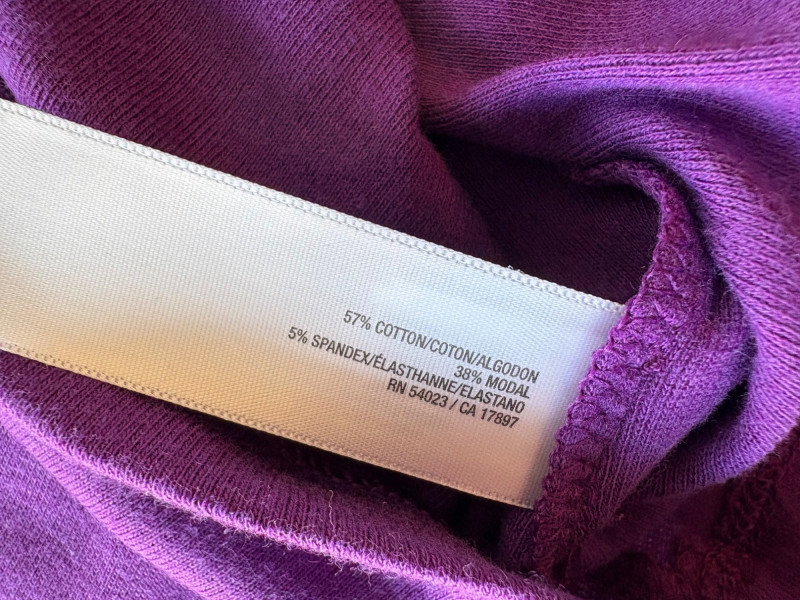 57% COTTON/COTON/ALGODON
38% MODAL
5% SPANDEX/ÉLASTHANNE/ELASTANO
RN 54023 / CA 17897